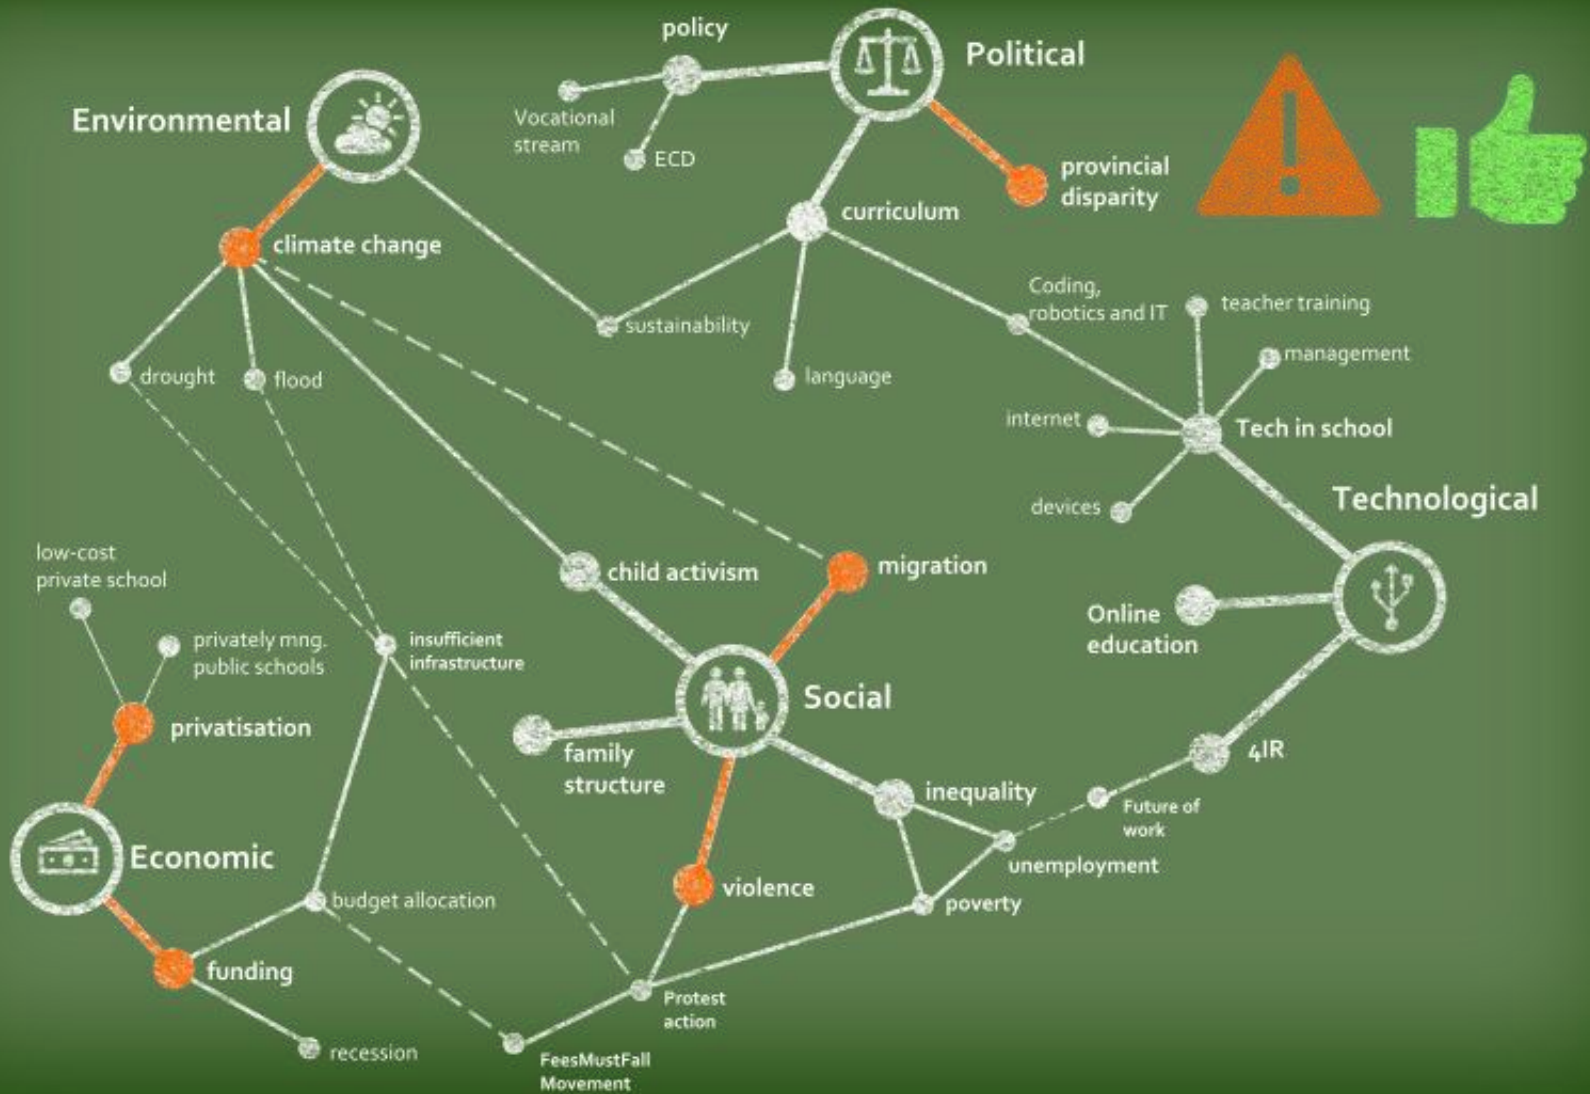 policy
Political
Environmental
Vocational
stream
ECD
provincial
disparity
curriculum
climate change
Coding,
robotics and IT
teacher training
sustainability
management
drought
flood
language
internet
Tech in school
devices
Technological
low-cost
private school
child activism
migration
Online
education
privately mng.
public schools
insufficient
infrastructure
privatisation
Social
family
structure
4IR
inequality
Future of
work
Economic
unemployment
budget allocation
violence
poverty
funding
Protest
action
recession
FeesMustFall
Movement